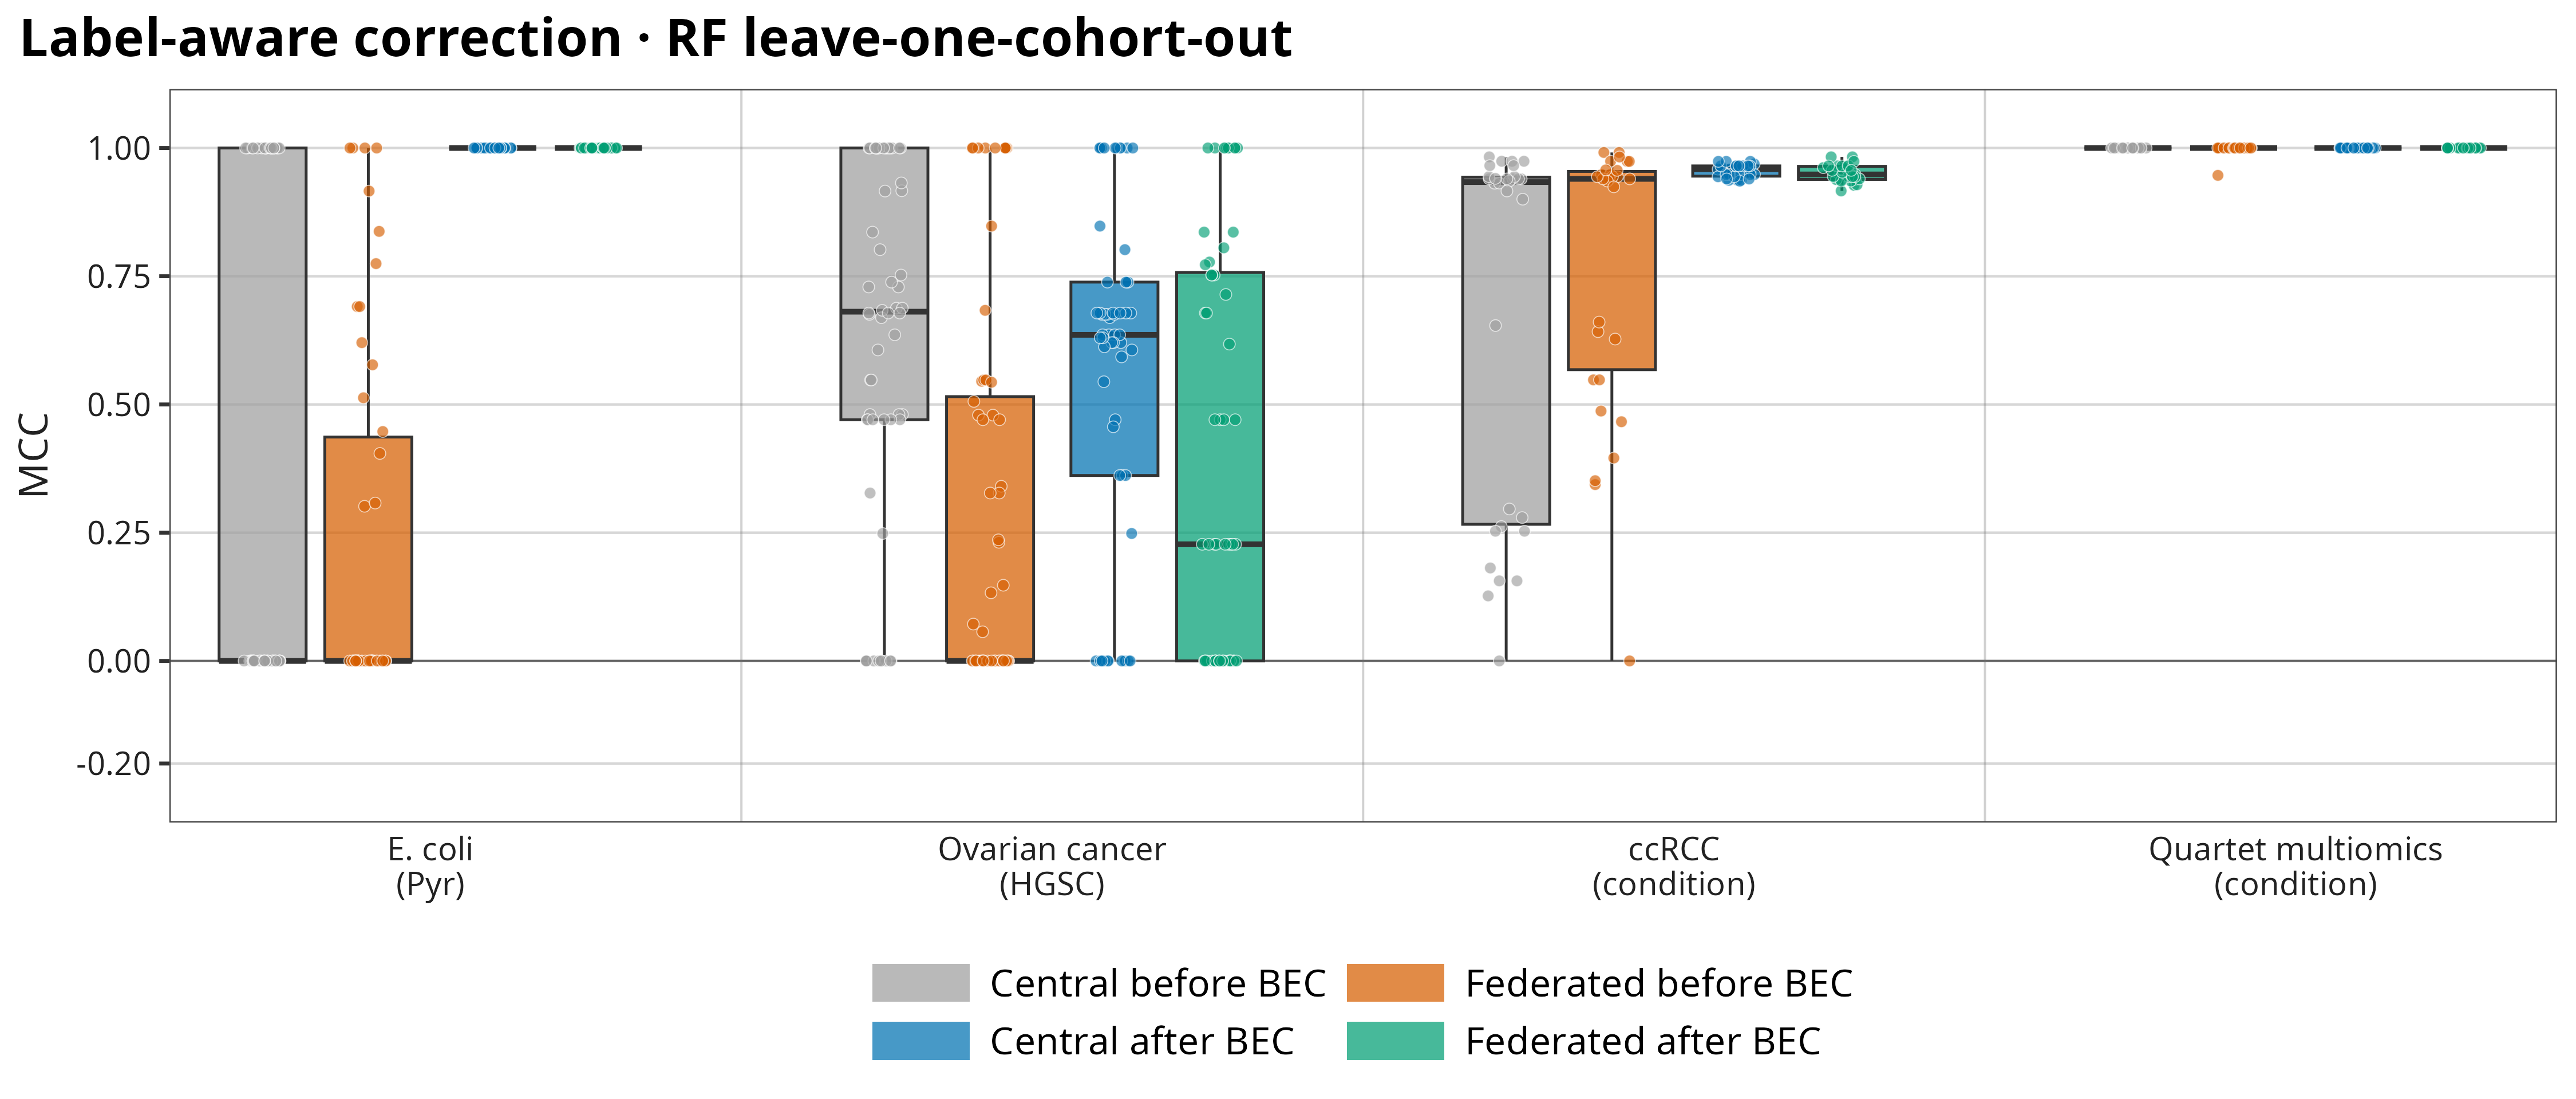 Label-aware correction · RF leave-one-cohort-out
MCC
1.00
0.75
0.50
0.25
0.00
-0.20
E. coli
(Pyr)
Ovarian cancer
(HGSC)
ccRCC
(condition)
Quartet multiomics
(condition)
Central before BEC
Federated before BEC
Central after BEC
Federated after BEC